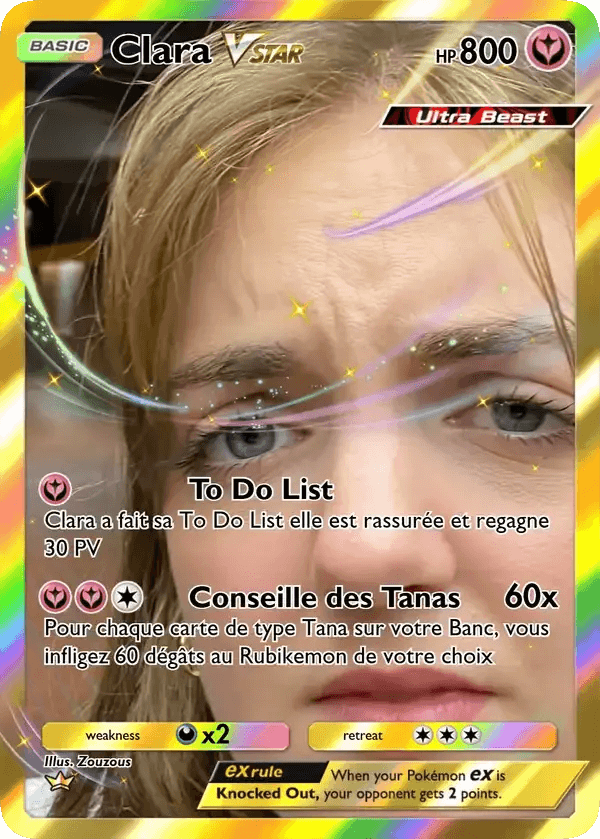 BASIC Clara VSTAR HP 800
Ultra Beast
To Do List
Clara a fait sa To Do List elle est rassurée et regagne
30 PV
Conseille des Tanas 60x
Pour chaque carte de type Tana sur votre Banc, vous
infligez 60 dégâts au Rubikemon de votre choix
weakness x2 retreat
Illus. Zouzous
ex rule When your Pokémon ex is
Knocked Out, your opponent gets 2 points.